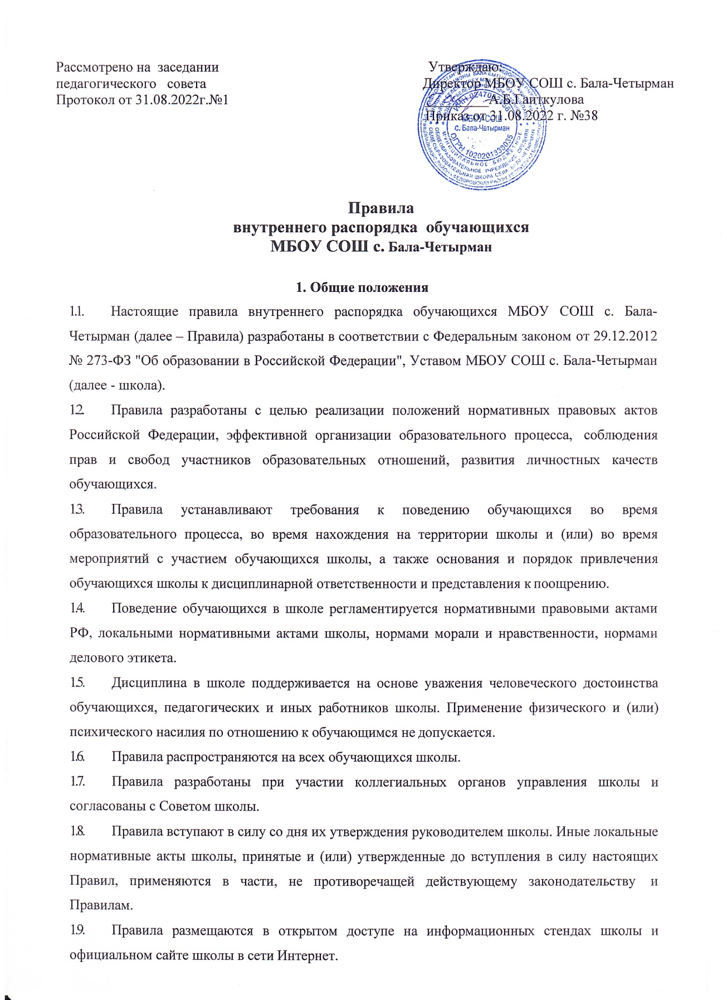 Рассмотрено на заседании
педагогического совета
Протокол от 31.08.2022г.№1
Утверждаю:
Директор МБОУ СОШ с. Бала-Четырман
А.Б.Гаиткулова
Приказ от 31.08.2022 г. №38
МБОУ СОШ
с. Бала-Четырман
ОГРН 1020201338035
Правила
внутреннего распорядка обучающихся
МБОУ СОШ с. Бала-Четырман
1. Общие положения
1.1. Настоящие правила внутреннего распорядка обучающихся МБОУ СОШ с. Бала-
Четырман (далее – Правила) разработаны в соответствии с Федеральным законом от 29.12.2012
№ 273-ФЗ "Об образовании в Российской Федерации", Уставом МБОУ СОШ с. Бала-Четырман
(далее - школа).
1.2. Правила разработаны с целью реализации положений нормативных правовых актов
Российской Федерации, эффективной организации образовательного процесса, соблюдения
прав и свобод участников образовательных отношений, развития личностных качеств
обучающихся.
1.3. Правила устанавливают требования к поведению обучающихся во время
образовательного процесса, во время нахождения на территории школы и (или) во время
мероприятий с участием обучающихся школы, а также основания и порядок привлечения
обучающихся школы к дисциплинарной ответственности и представления к поощрению.
1.4. Поведение обучающихся в школе регламентируется нормативными правовыми актами
РФ, локальными нормативными актами школы, нормами морали и нравственности, нормами
делового этикета.
1.5. Дисциплина в школе поддерживается на основе уважения человеческого достоинства
обучающихся, педагогических и иных работников школы. Применение физического и (или)
психического насилия по отношению к обучающимся не допускается.
1.6. Правила распространяются на всех обучающихся школы.
1.7. Правила разработаны при участии коллегиальных органов управления школы и
согласованы с Советом школы.
1.8. Правила вступают в силу со дня их утверждения руководителем школы. Иные локальные
нормативные акты школы, принятые и (или) утвержденные до вступления в силу настоящих
Правил, применяются в части, не противоречащей действующему законодательству и
Правилам.
1.9. Правила размещаются в открытом доступе на информационных стендах школы и
официальном сайте школы в сети Интернет.